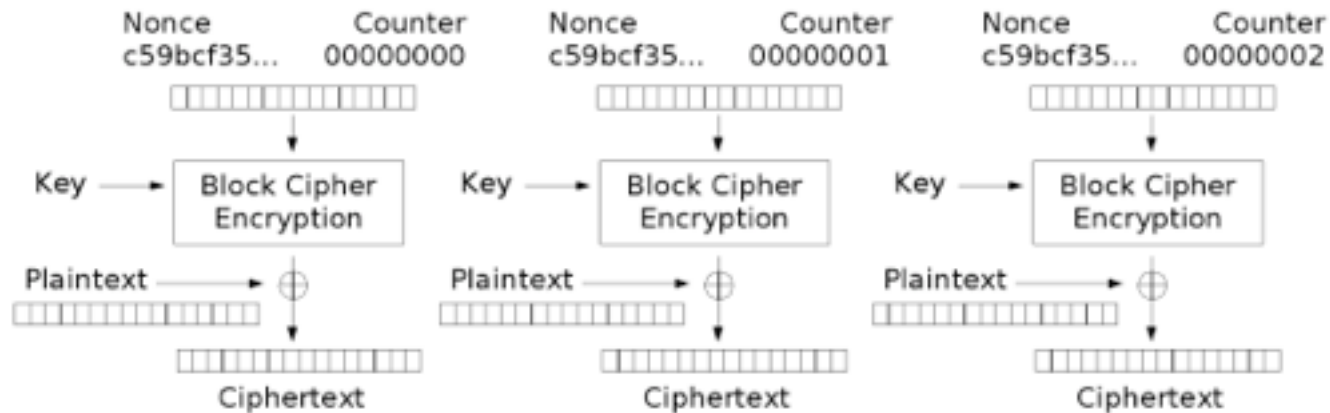 Nonce Counter Nonce Counter Nonce Counter
c59bcf35... 00000000 c59bcf35... 00000001 c59bcf35... 00000002
Key Block Cipher Encryption Key Block Cipher Encryption Key Block Cipher Encryption
Plaintext Plaintext Plaintext
Ciphertext Ciphertext Ciphertext